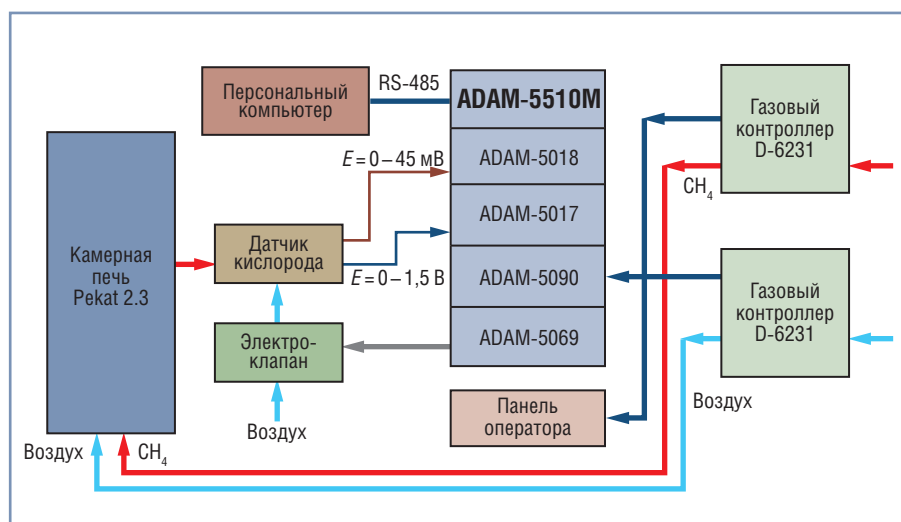 Персональный
компьютер
RS-485
ADAM-5510M
ADAM-5018
ADAM-5017
ADAM-5090
ADAM-5069
Газовый
контроллер
D-6231
CH₄
E = 0 – 45 мВ
Датчик
кислорода
E = 0 – 1,5 В
Камерная
печь
Pekat 2.3
Электро-
клапан
Воздух
Газовый
контроллер
D-6231
Воздух
Панель
оператора
Воздух
CH₄